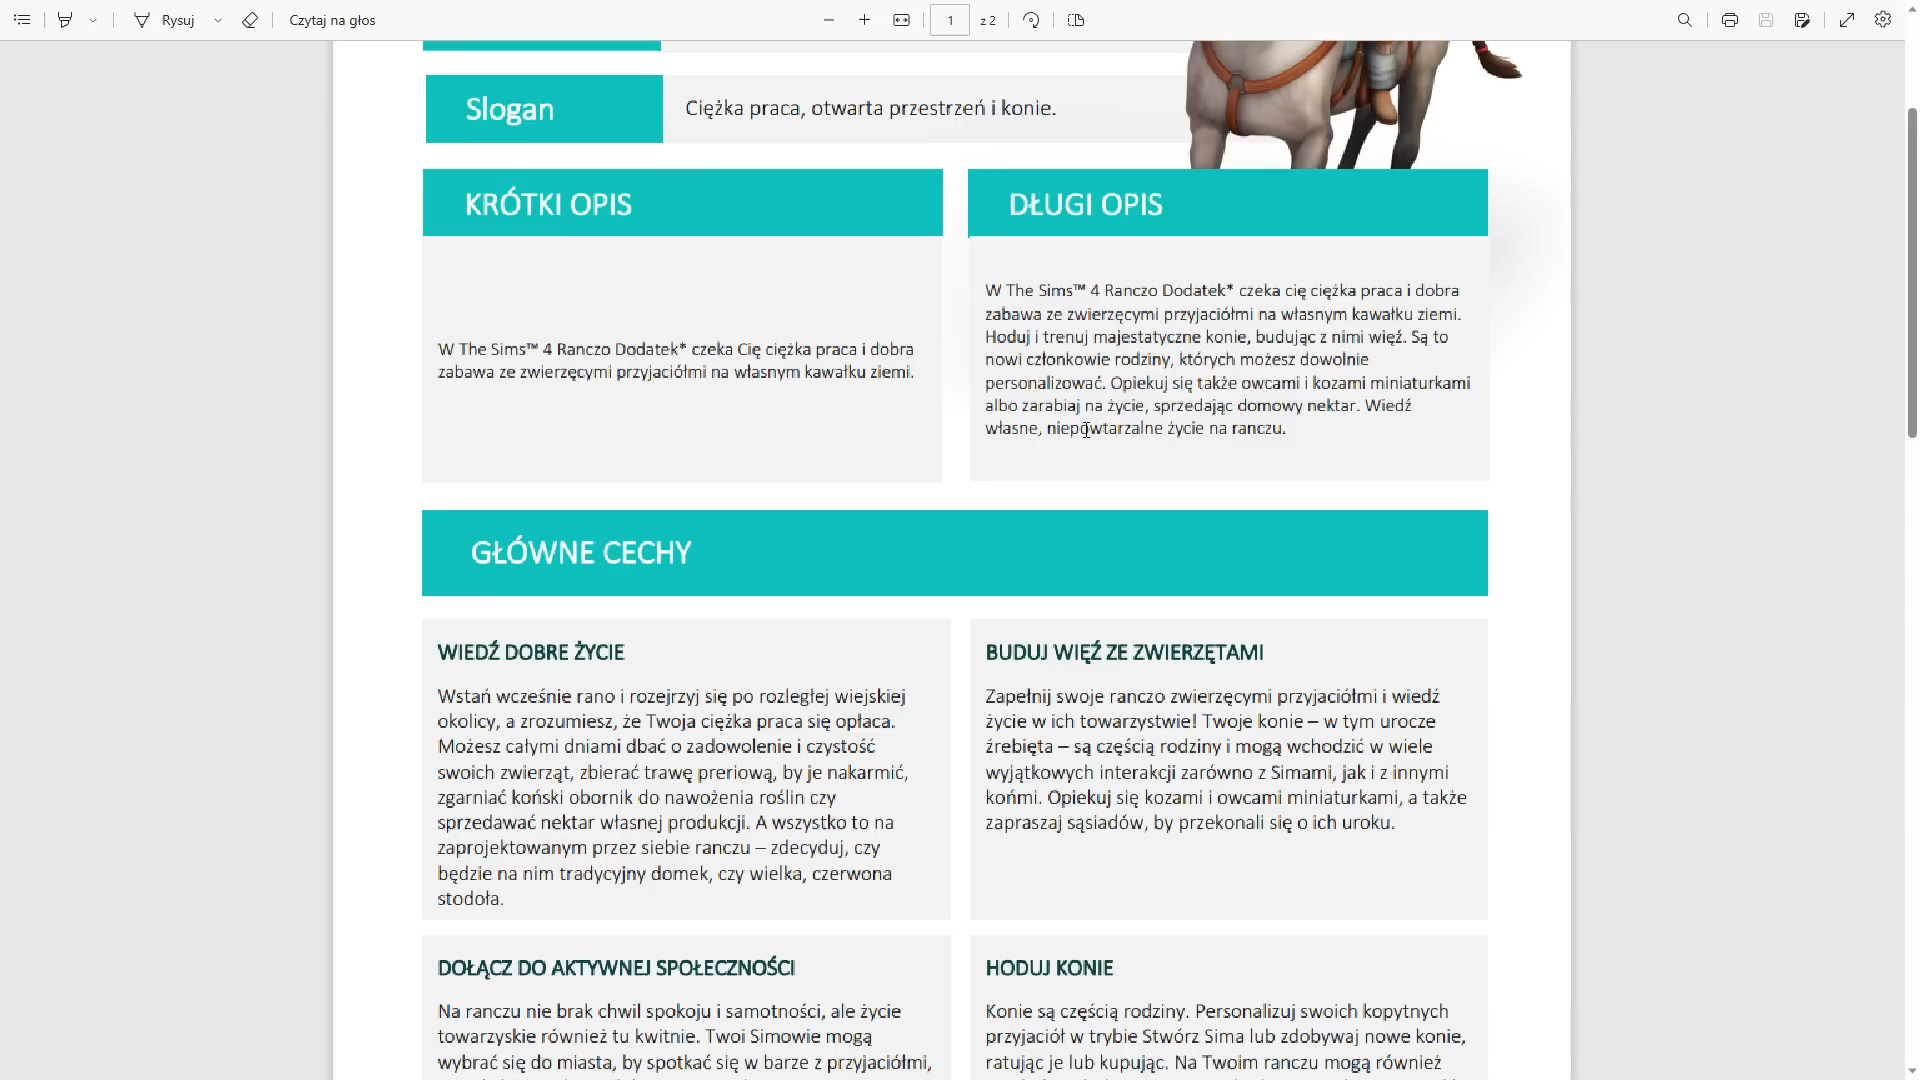 Rysuj
Czytaj na głos
1
z 2
Slogan
Ciężka praca, otwarta przestrzeń i konie.
KRÓTKI OPIS
W The Sims™ 4 Ranczo Dodatek* czeka Cię ciężka praca i dobra
zabawa ze zwierzęcymi przyjaciółmi na własnym kawałku ziemi.
DŁUGI OPIS
W The Sims™ 4 Ranczo Dodatek* czeka cię ciężka praca i dobra
zabawa ze zwierzęcymi przyjaciółmi na własnym kawałku ziemi.
Hoduj i trenuj majestatyczne konie, budując z nimi więź. Są to
nowi członkowie rodziny, których możesz dowolnie
personalizować. Opiekuj się także owcami i kozami miniaturkami
albo zarabiaj na życie, sprzedając domowy nektar. Wiedź
własne, niepowtarzalne życie na ranczu.
GŁÓWNE CECHY
WIEDŹ DOBRE ŻYCIE
Wstań wcześnie rano i rozejrzyj się po rozległej wiejskiej
okolicy, a zrozumiesz, że Twoja ciężka praca się opłaca.
Możesz całymi dniami dbać o zadowolenie i czystość
swoich zwierząt, zbierać trawę preriową, by je nakarmić,
zgarniać koński obornik do nawożenia roślin czy
sprzedawać nektar własnej produkcji. A wszystko to na
zaprojektowanym przez siebie ranczu – zdecyduj, czy
będzie na nim tradycyjny domek, czy wielka, czerwona
stodoła.
BUDUJ WIĘŹ ZE ZWIERZĘTAMI
Zapełnij swoje ranczo zwierzęcymi przyjaciółmi i wiedź
życie w ich towarzystwie! Twoje konie – w tym urocze
źrebięta – są częścią rodziny i mogą wchodzić w wiele
wyjątkowych interakcji zarówno z Simami, jak i z innymi
końmi. Opiekuj się kozami i owcami miniaturkami, a także
zapraszaj sąsiadów, by przekonali się o ich uroku.
DOŁĄCZ DO AKTYWNEJ SPOŁECZNOŚCI
Na ranczu nie brak chwil spokoju i samotności, ale życie
towarzyskie również tu kwitnie. Twoi Simowie mogą
wybrać się do miasta, by spotkać się w barze z przyjaciółmi,
HODUJ KONIE
Konie są częścią rodziny. Personalizuj swoich kopytnych
przyjaciół w trybie Stwórz Sima lub zdobywaj nowe konie,
ratując je lub kupując. Na Twoim ranczu mogą również